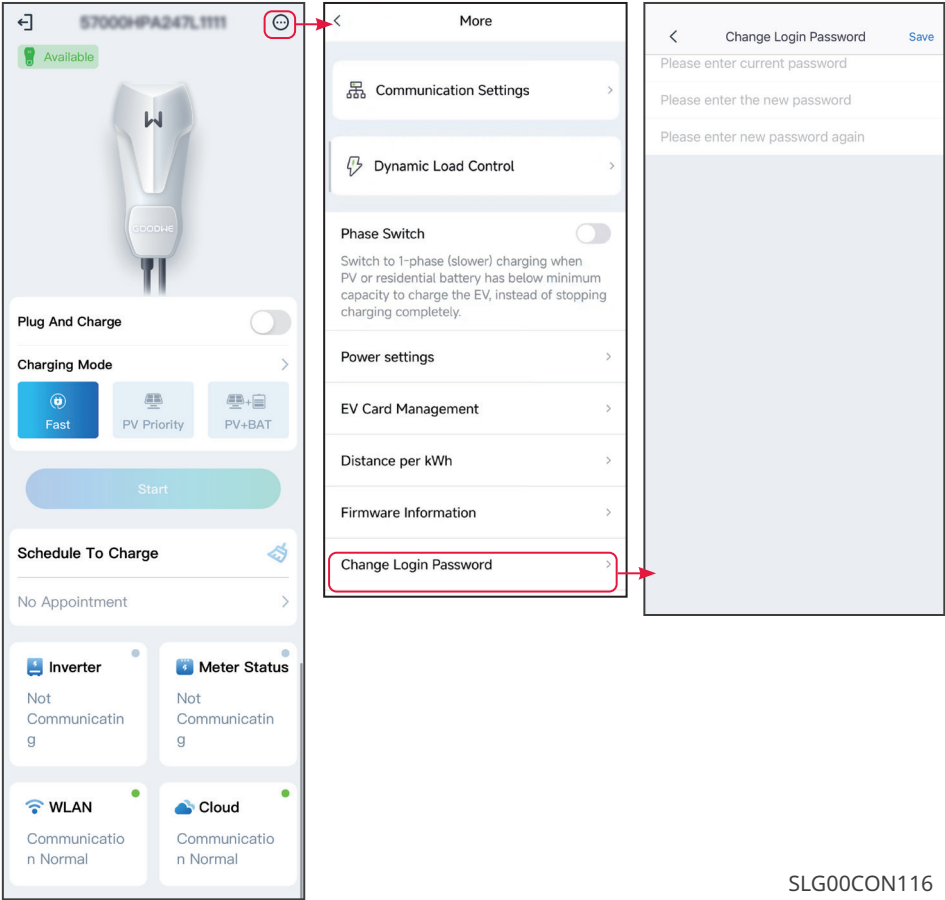 Available
GOODWE
Plug And Charge
Charging Mode
Fast
PV Priority
PV+BAT
Start
Schedule To Charge
No Appointment
Inverter
Not
Communicatin
g
Meter Status
Not
Communicatin
g
WLAN
Communicatio
n Normal
Cloud
Communicatio
n Normal
More
Communication Settings
Dynamic Load Control
Phase Switch
Switch to 1-phase (slower) charging when
PV or residential battery has below minimum
capacity to charge the EV, instead of stopping
charging completely.
Power settings
EV Card Management
Distance per kWh
Firmware Information
Change Login Password
Change Login Password Save
Please enter current password
Please enter the new password
Please enter new password again
SLG00CON116